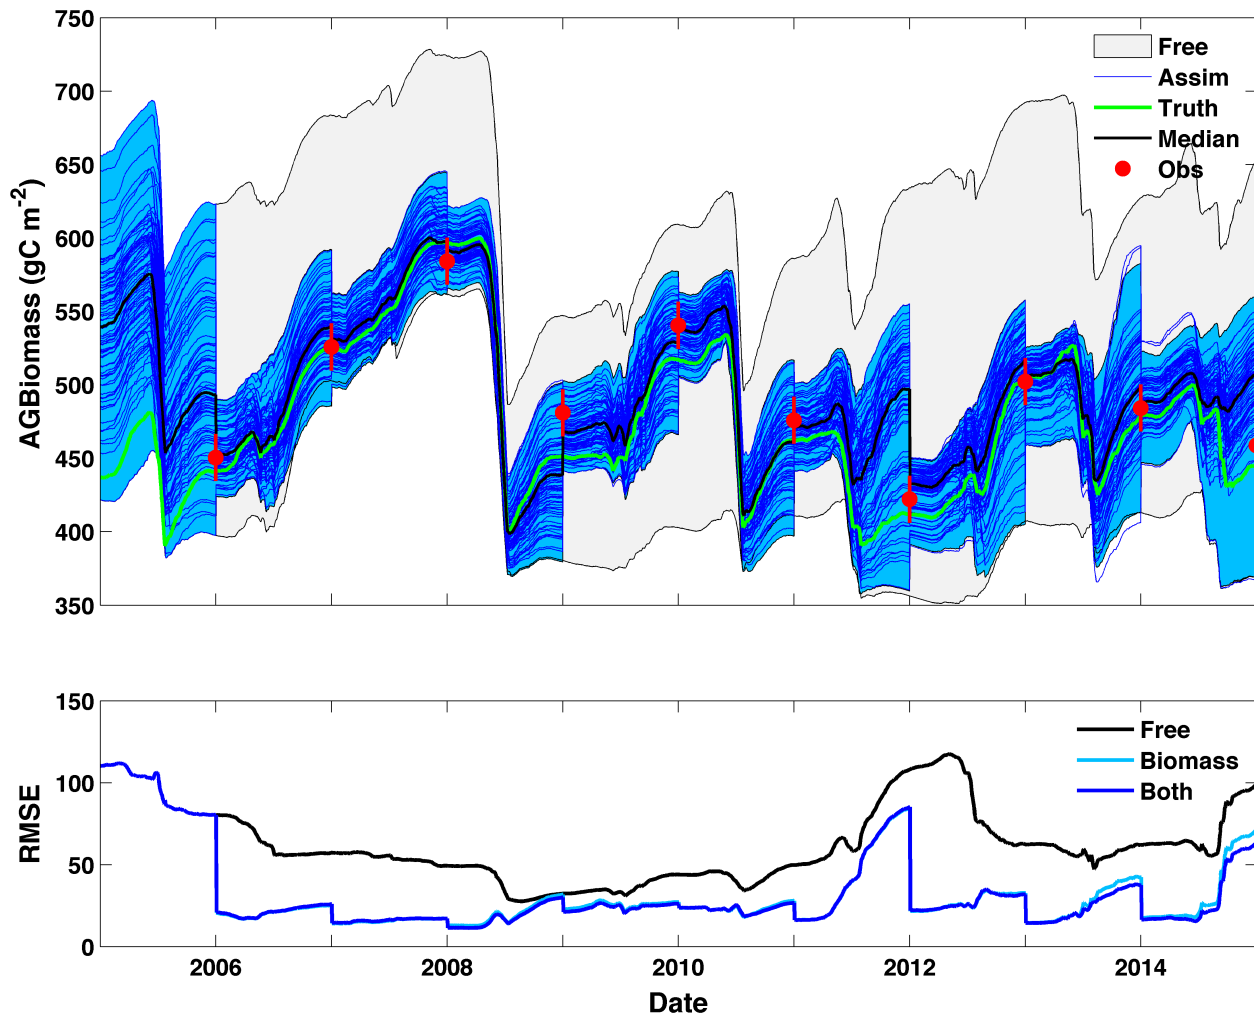 750
700
650
600
550
500
450
400
350
AGBiomass (gC m-2)
Free
Assim
Truth
Median
Obs
150
100
50
0
RMSE
Free
Biomass
Both
2006 2008 2010 2012 2014
Date